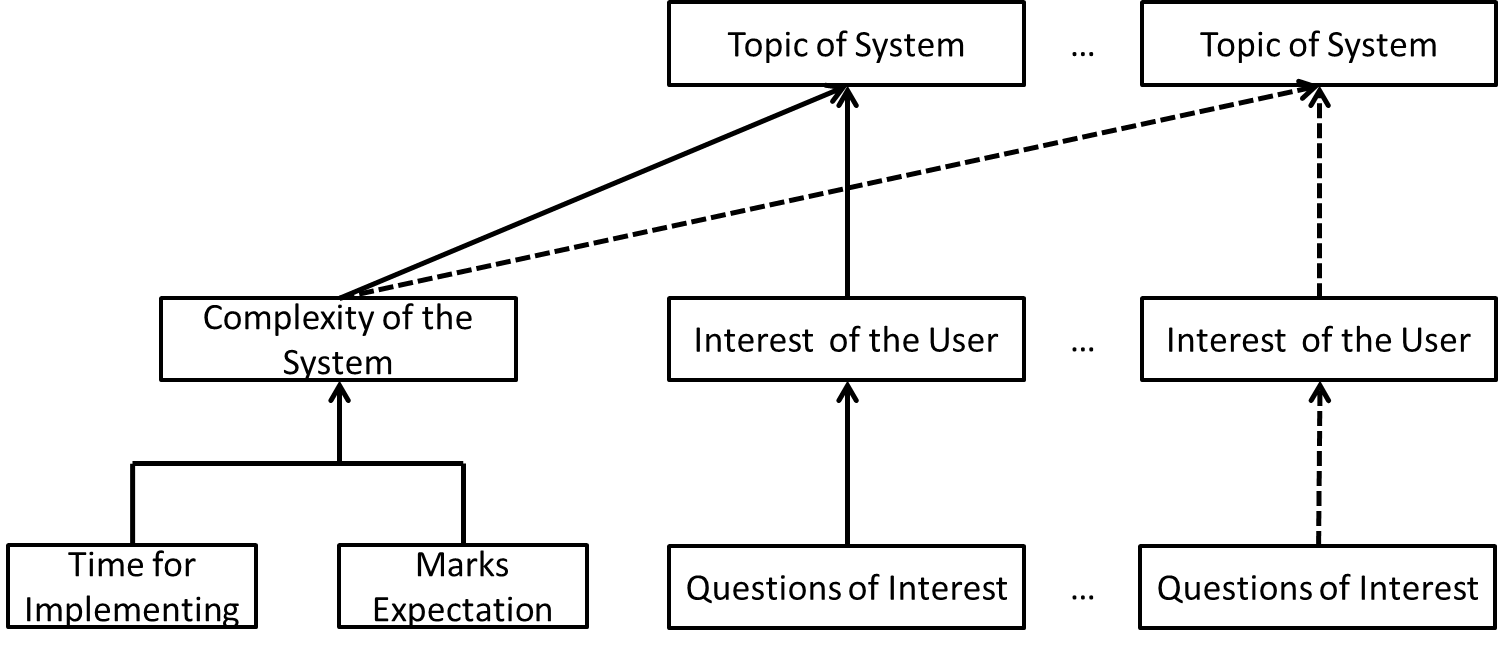 Topic of System ... Topic of System
Complexity of the
System
Interest of the User ... Interest of the User
Time for
Implementing
Marks
Expectation
Questions of Interest ... Questions of Interest